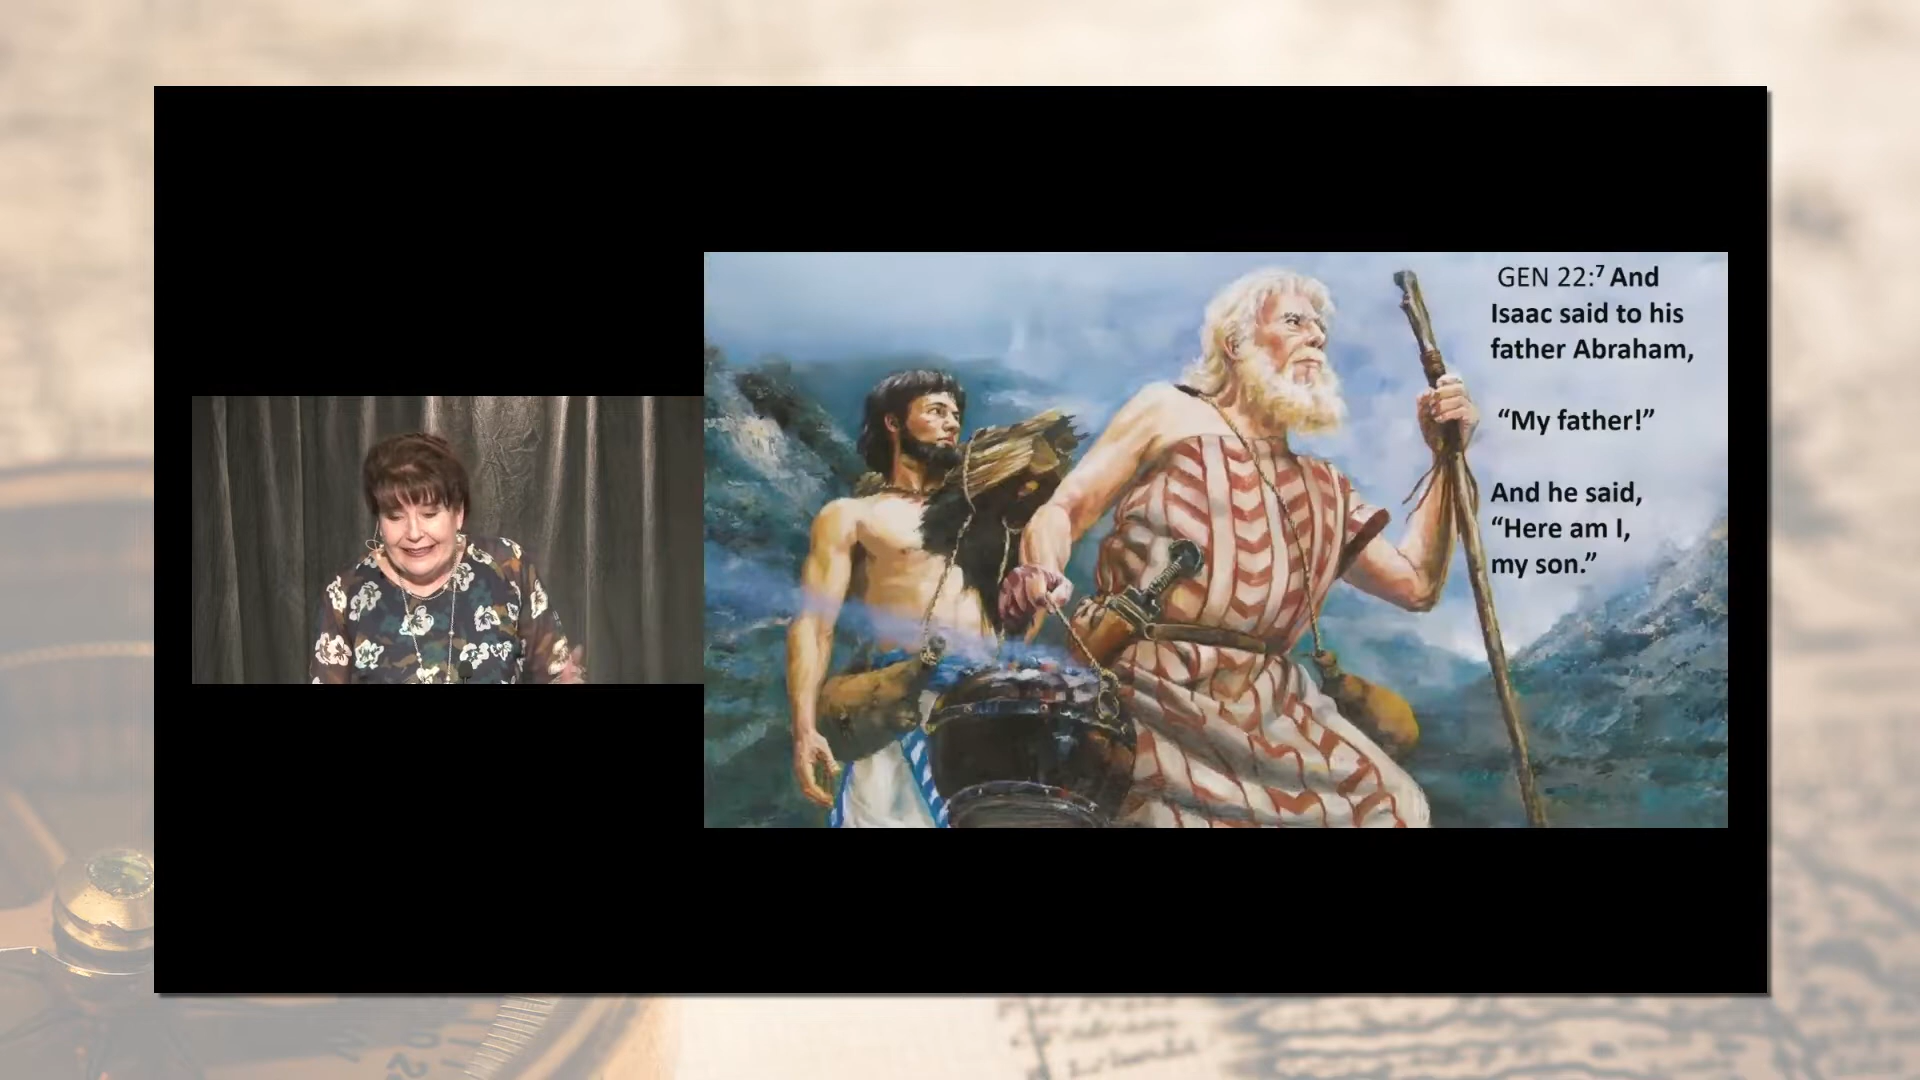 GEN 22:⁷ And
Isaac said to his
father Abraham,
“My father!”
And he said,
“Here am I,
my son.”